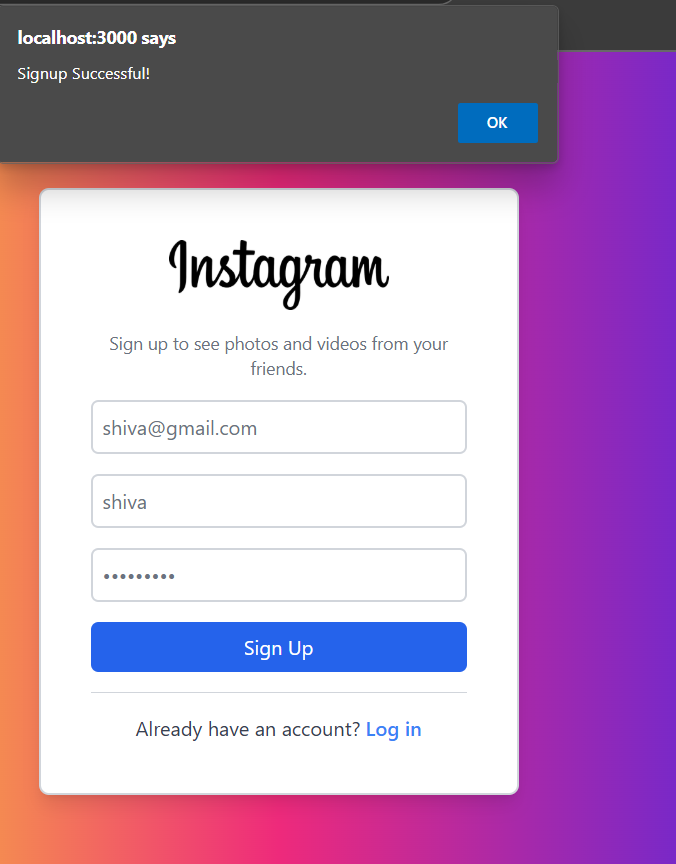 localhost:3000 says
Signup Successful!
OK
Instagram
Sign up to see photos and videos from your
friends.
shiva@gmail.com
shiva
•••••••••
Sign Up
Already have an account? Log in